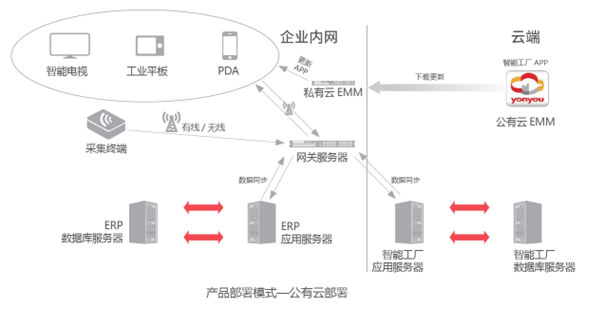 企业内网
云端
智能电视
工业平板
PDA
更新
APP
私有云 EMM
下载更新
智能工厂 APP
yonyou
公有云 EMM
采集终端
有线 / 无线
网关服务器
数据同步
数据同步
ERP
数据库服务器
ERP
应用服务器
智能工厂
应用服务器
智能工厂
数据库服务器
产品部署模式—公有云部署